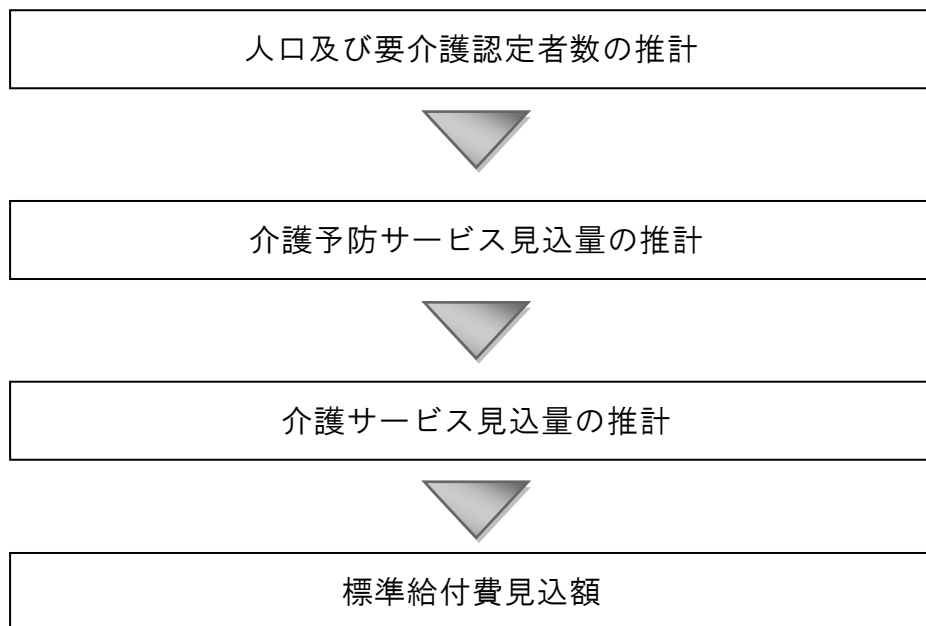 人口及び要介護認定者数の推計
介護予防サービス見込量の推計
介護サービス見込量の推計
標準給付費見込額